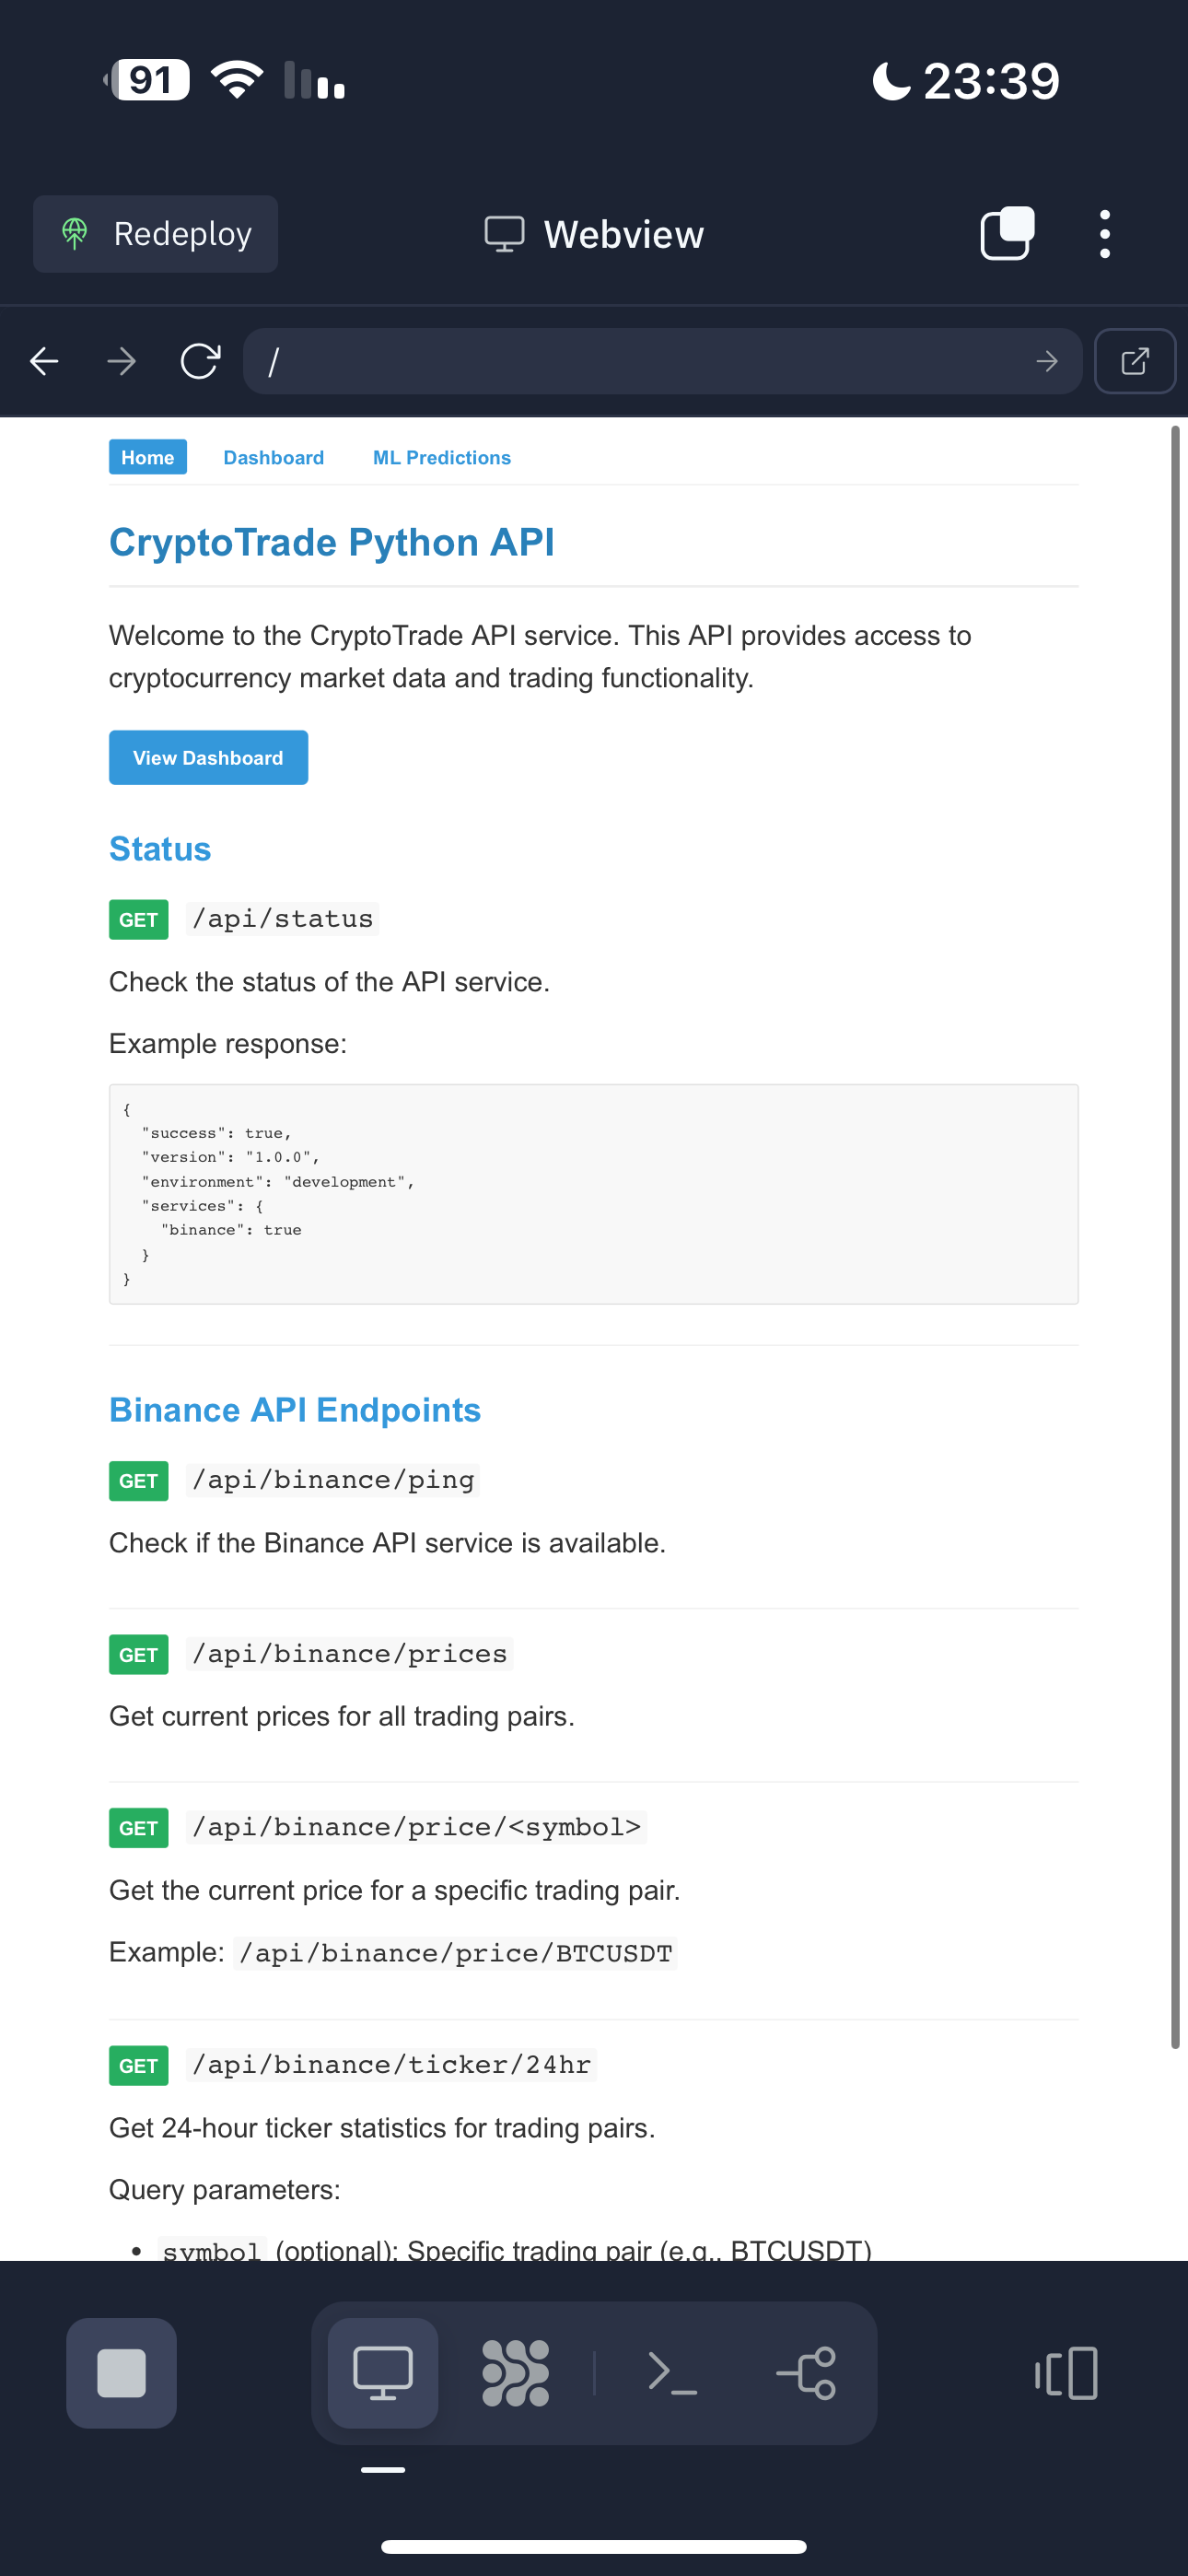 91
23:39
Redeploy
Webview
/
Home Dashboard ML Predictions
CryptoTrade Python API
Welcome to the CryptoTrade API service. This API provides access to
cryptocurrency market data and trading functionality.
View Dashboard
Status
GET /api/status
Check the status of the API service.
Example response:
{
  "success": true,
  "version": "1.0.0",
  "environment": "development",
  "services": {
    "binance": true
  }
}
Binance API Endpoints
GET /api/binance/ping
Check if the Binance API service is available.
GET /api/binance/prices
Get current prices for all trading pairs.
GET /api/binance/price/<symbol>
Get the current price for a specific trading pair.
Example: /api/binance/price/BTCUSDT
GET /api/binance/ticker/24hr
Get 24-hour ticker statistics for trading pairs.
Query parameters:
• symbol (optional): Specific trading pair (e.g., BTCUSDT)